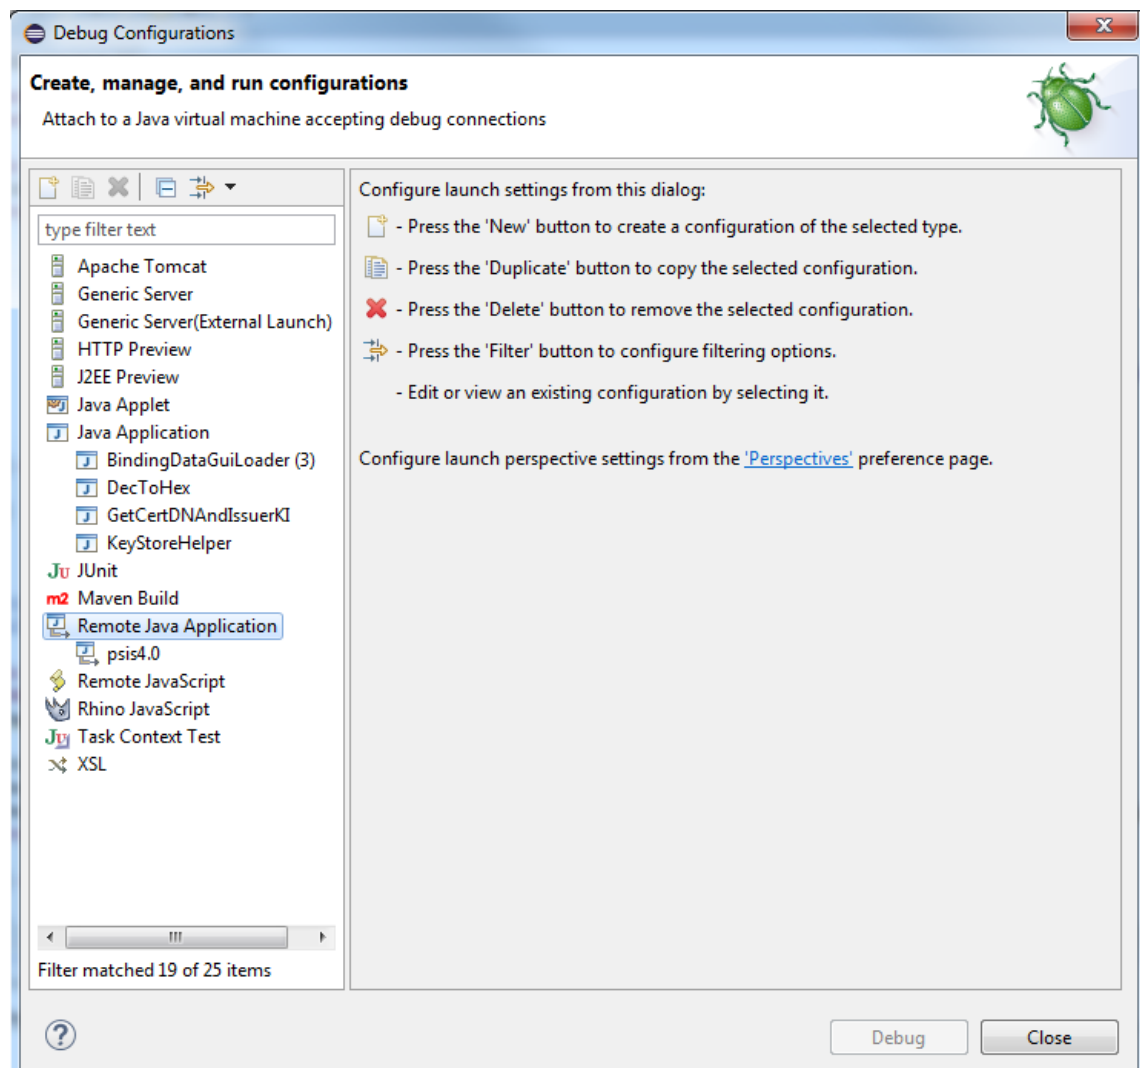 Debug Configurations
Create, manage, and run configurations
Attach to a Java virtual machine accepting debug connections
type filter text
Apache Tomcat
Generic Server
Generic Server(External Launch)
HTTP Preview
J2EE Preview
Java Applet
Java Application
BindingDataGuiLoader (3)
DecToHex
GetCertDNAndIssuerKI
KeyStoreHelper
JU JUnit
m2 Maven Build
Remote Java Application
psis4.0
Remote JavaScript
Rhino JavaScript
JU Task Context Test
XSL
Filter matched 19 of 25 items
Configure launch settings from this dialog:
- Press the 'New' button to create a configuration of the selected type.
- Press the 'Duplicate' button to copy the selected configuration.
- Press the 'Delete' button to remove the selected configuration.
- Press the 'Filter' button to configure filtering options.
- Edit or view an existing configuration by selecting it.
Configure launch perspective settings from the 'Perspectives' preference page.
Debug
Close